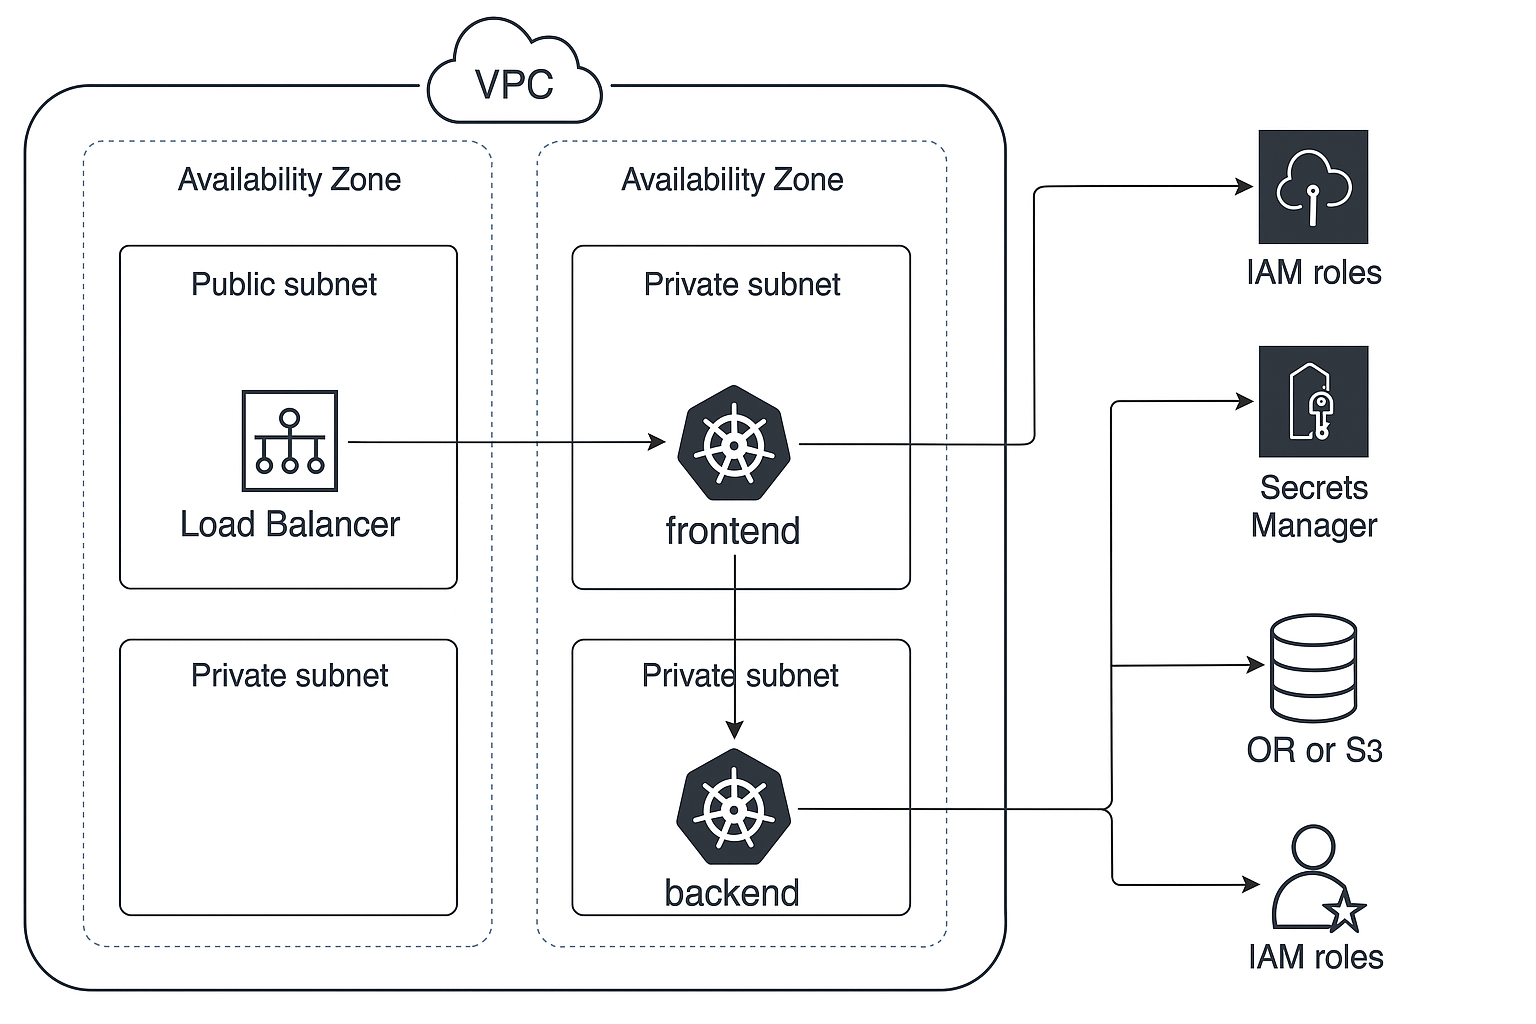 VPC
Availability Zone
Public subnet
Load Balancer
Private subnet
Availability Zone
Private subnet
frontend
Private subnet
backend
IAM roles
Secrets
Manager
OR or S3
IAM roles